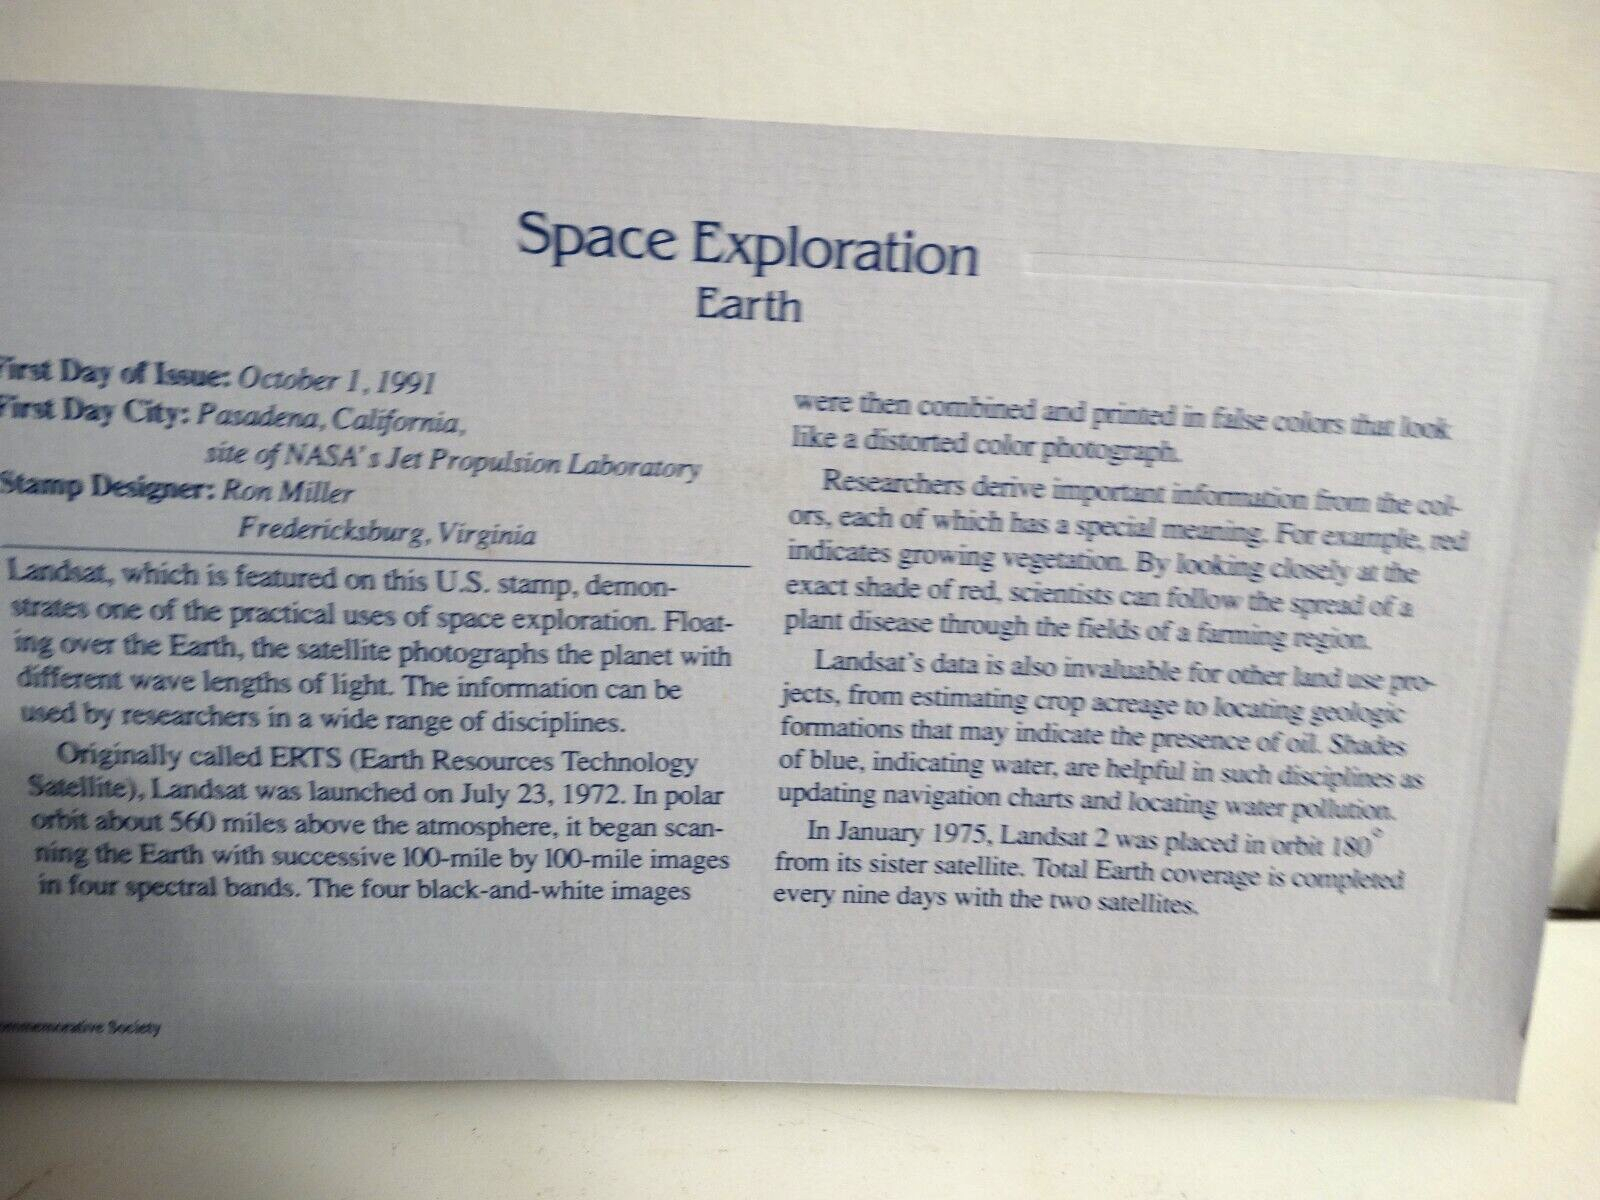 Space Exploration
Earth
First Day of Issue: October 1, 1991
First Day City: Pasadena, California,
site of NASA's Jet Propulsion Laboratory
Stamp Designer: Ron Miller
Fredericksburg, Virginia
Landsat, which is featured on this U.S. stamp, demon-
strates one of the practical uses of space exploration. Float-
ing over the Earth, the satellite photographs the planet with
different wave lengths of light. The information can be
used by researchers in a wide range of disciplines.
Originally called ERTS (Earth Resources Technology
Satellite), Landsat was launched on July 23, 1972. In polar
orbit about 560 miles above the atmosphere, it began scan-
ning the Earth with successive 100-mile by 100-mile images
in four spectral bands. The four black-and-white images
were then combined and printed in false colors that look
like a distorted color photograph.
Researchers derive important information from the col-
ors, each of which has a special meaning. For example, red
indicates growing vegetation. By looking closely at the
exact shade of red, scientists can follow the spread of a
plant disease through the fields of a farming region.
Landsat's data is also invaluable for other land use pro-
jects, from estimating crop acreage to locating geologic
formations that may indicate the presence of oil. Shades
of blue, indicating water, are helpful in such disciplines as
updating navigation charts and locating water pollution.
In January 1975, Landsat 2 was placed in orbit 180°
from its sister satellite. Total Earth coverage is completed
every nine days with the two satellites.
ommemorative Society